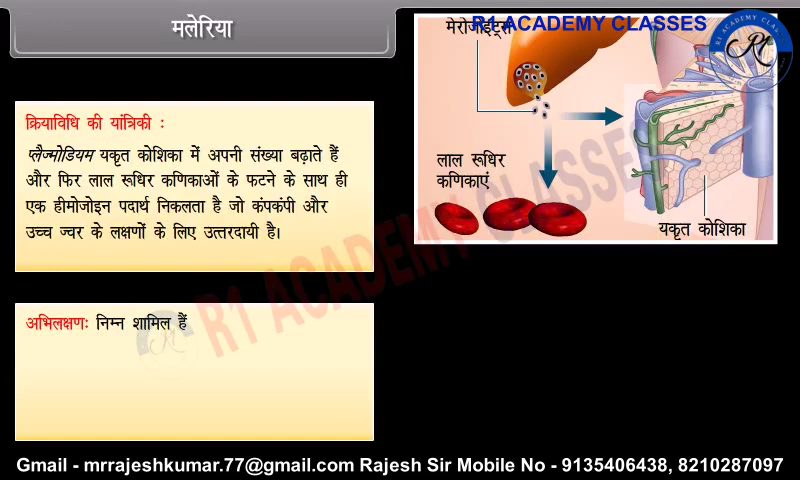 मलेरिया
R1 ACADEMY CLASSES
मेरोजोइट्स
क्रियाविधि की यांत्रिकी :
प्लैज्मोडियम यकृत कोशिका में अपनी संख्या बढ़ाते हैं
और फिर लाल रूधिर कणिकाओं के फटने के साथ ही
एक हीमोजोइन पदार्थ निकलता है जो कंपकंपी और
उच्च ज्वर के लक्षणों के लिए उत्तरदायी है।
लाल रूधिर
कणिकाएं
यकृत कोशिका
अभिलक्षणः निम्न शामिल हैं
R1 ACADEMY CLASSES
Gmail - mrrajeshkumar.77@gmail.com Rajesh Sir Mobile No - 9135406438, 8210287097